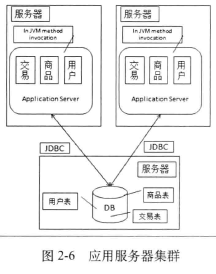 服务器
服务器
In JVM method
invocation
In JVM method
invocation
交易
商品
用户
交易
商品
用户
Application Server
Application Server
JDBC
JDBC
服务器
用户表
DB
商品表
交易表
图 2-6 应用服务器集群